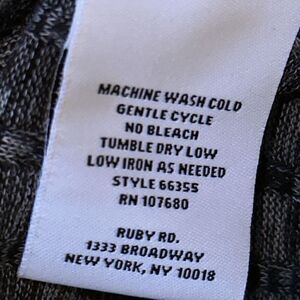 MACHINE WASH COLD
GENTLE CYCLE
NO BLEACH
TUMBLE DRY LOW
LOW IRON AS NEEDED
STYLE 66355
RN 107680
RUBY RD.
1333 BROADWAY
NEW YORK, NY 10018